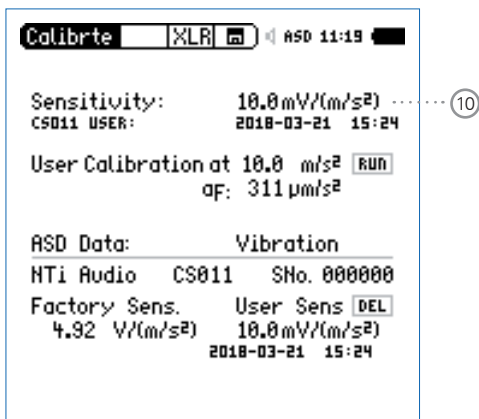 Calibrte XLR ASD 11:19
Sensitivity: 10.0mV/(m/s²) 10
CS011 USER: 2018-03-21 15:24
User Calibration at 10.0 m/s² RUN
aF: 311µm/s²
ASD Data: Vibration
NTi Audio CS011 SNo. 000000
Factory Sens. User Sens DEL
4.92 V/(m/s²) 10.0mV/(m/s²)
2018-03-21 15:24